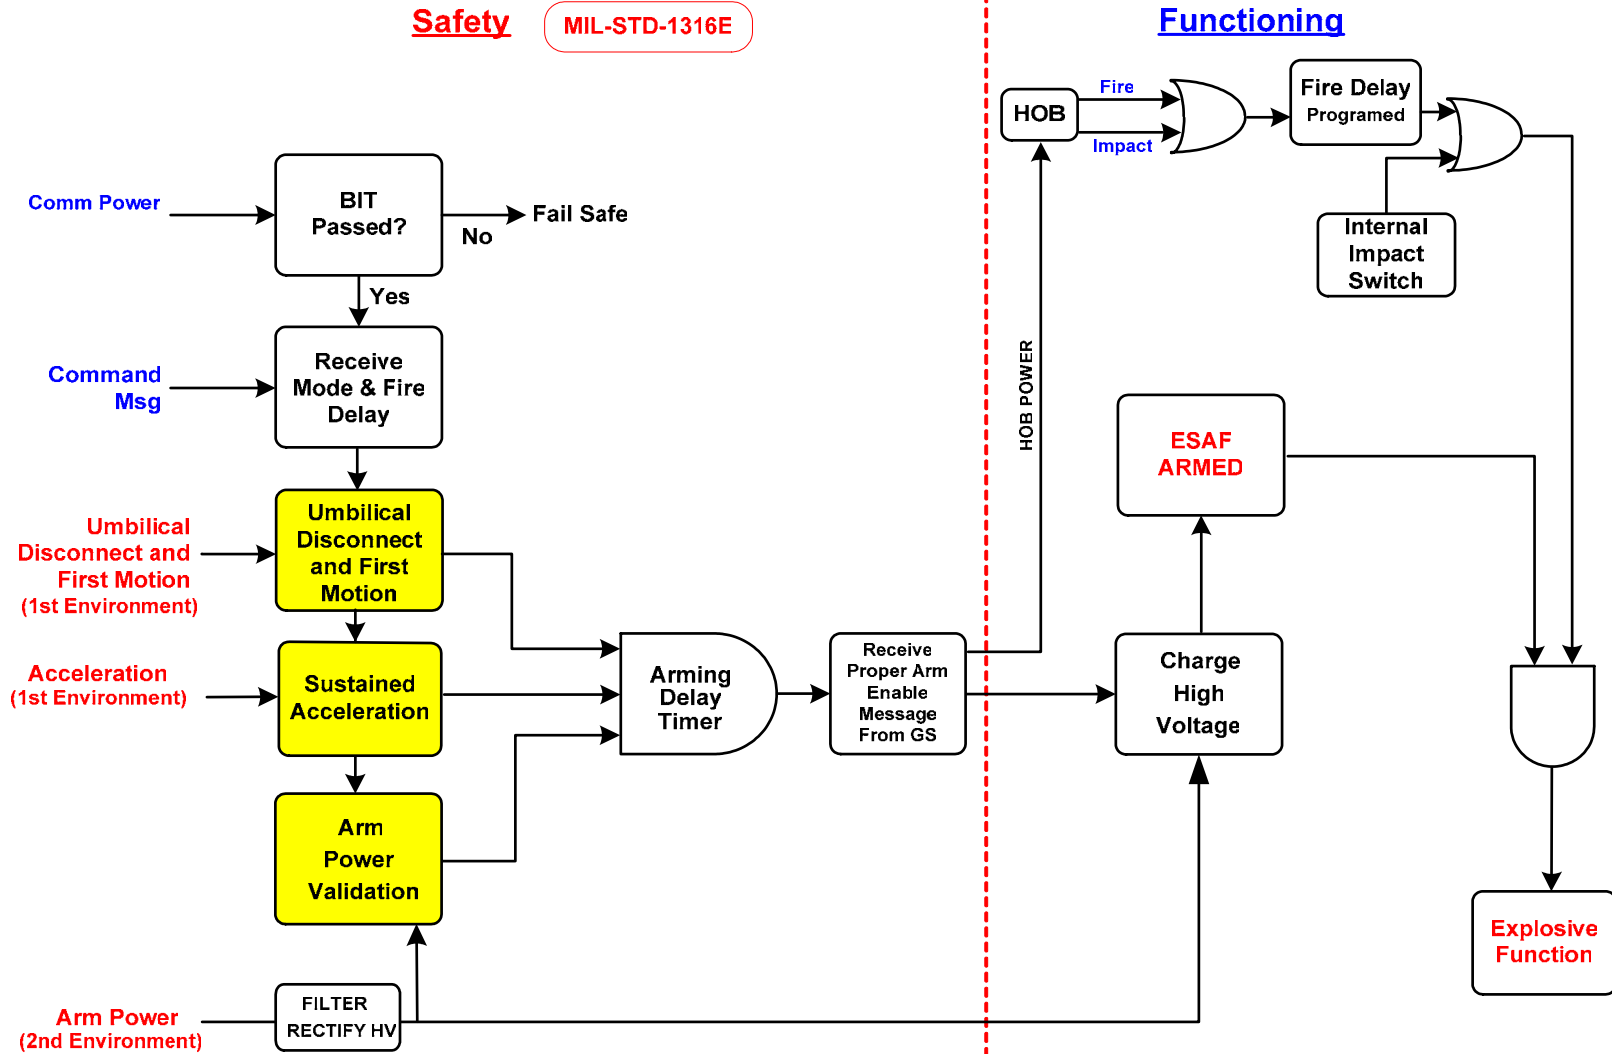 Safety
MIL-STD-1316E
Functioning
Comm Power
BIT
Passed?
No
Fail Safe
Yes
Command
Msg
Receive
Mode & Fire
Delay
Umbilical
Disconnect and
First Motion
(1st Environment)
Umbilical
Disconnect
and First
Motion
Acceleration
(1st Environment)
Sustained
Acceleration
Arm
Power
Validation
Arm Power
(2nd Environment)
FILTER
RECTIFY HV
Arming
Delay
Timer
Receive
Proper Arm
Enable
Message
From GS
HOB POWER
HOB
Fire
Impact
Fire Delay
Programed
Internal
Impact
Switch
ESAF
ARMED
Charge
High
Voltage
Explosive
Function